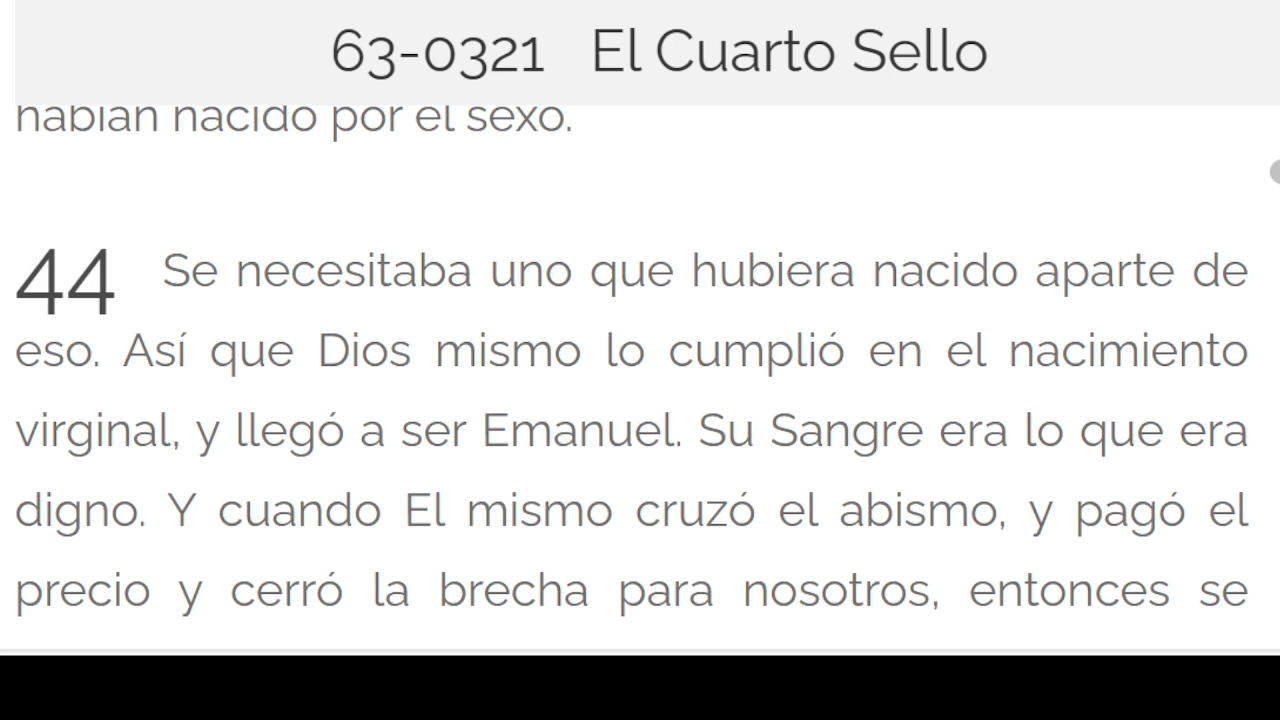 63-0321 El Cuarto Sello
habían nacido por el sexo.
44 Se necesitaba uno que hubiera nacido aparte de
eso. Así que Dios mismo lo cumplió en el nacimiento
virginal, y llegó a ser Emanuel. Su Sangre era lo que era
digno. Y cuando El mismo cruzó el abismo, y pagó el
precio y cerró la brecha para nosotros, entonces se